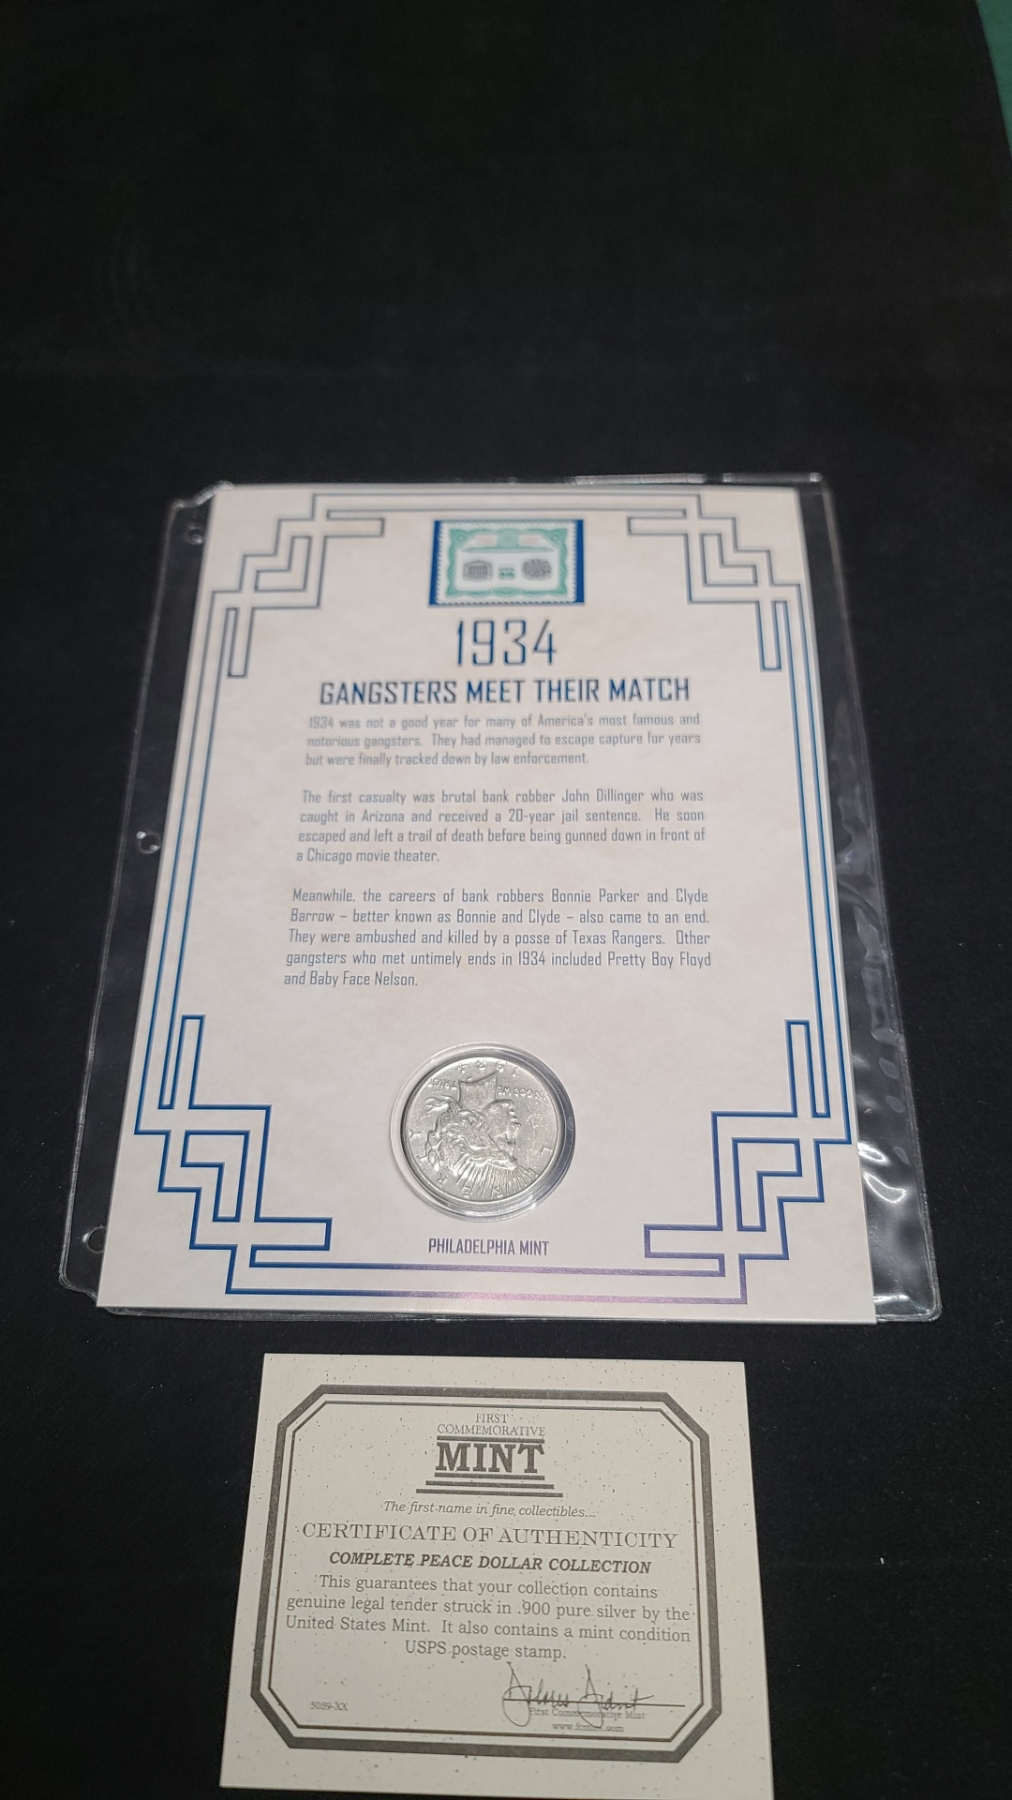 1934
GANGSTERS MEET THEIR MATCH
1934 was not a good year for many of America's most famous and
notorious gangsters. They had managed to escape capture for years
but were finally tracked down by law enforcement.
The first casualty was brutal bank robber John Dillinger who was
caught in Arizona and received a 20-year jail sentence. He soon
escaped and left a trail of death before being gunned down in front of
a Chicago movie theater.
Meanwhile, the careers of bank robbers Bonnie Parker and Clyde
Barrow – better known as Bonnie and Clyde – also came to an end.
They were ambushed and killed by a posse of Texas Rangers. Other
gangsters who met untimely ends in 1934 included Pretty Boy Floyd
and Baby Face Nelson.
PHILADELPHIA MINT
FIRST
COMMEMORATIVE
MINT
The first name in fine collectibles...
CERTIFICATE OF AUTHENTICITY
COMPLETE PEACE DOLLAR COLLECTION
This guarantees that your collection contains
genuine legal tender struck in .900 pure silver by the
United States Mint. It also contains a mint condition
USPS postage stamp.
5059-XX
First Commemorative Mint